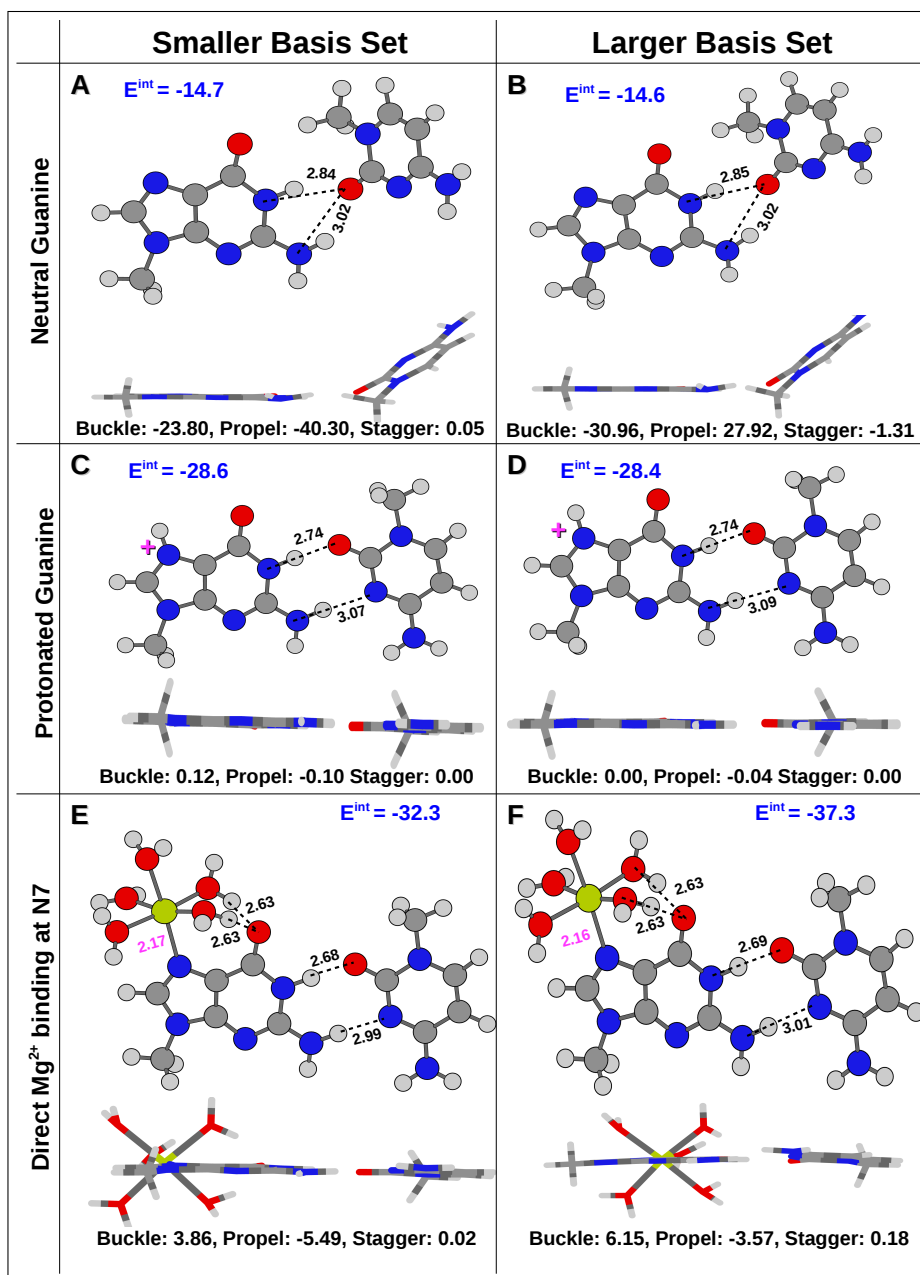 Smaller Basis Set
Larger Basis Set
Neutral Guanine
A
E^int = -14.7
2.84
3.02
Buckle: -23.80, Propel: -40.30, Stagger: 0.05
B
E^int = -14.6
2.85
3.02
Buckle: -30.96, Propel: 27.92, Stagger: -1.31
Protonated Guanine
C
E^int = -28.6
+
2.74
3.07
Buckle: 0.12, Propel: -0.10 Stagger: 0.00
D
E^int = -28.4
+
2.74
3.09
Buckle: 0.00, Propel: -0.04 Stagger: 0.00
Direct Mg²⁺ binding at N7
E
E^int = -32.3
2.63
2.63
2.17
2.68
2.99
Buckle: 3.86, Propel: -5.49, Stagger: 0.02
F
E^int = -37.3
2.63
2.63
2.16
2.69
3.01
Buckle: 6.15, Propel: -3.57, Stagger: 0.18